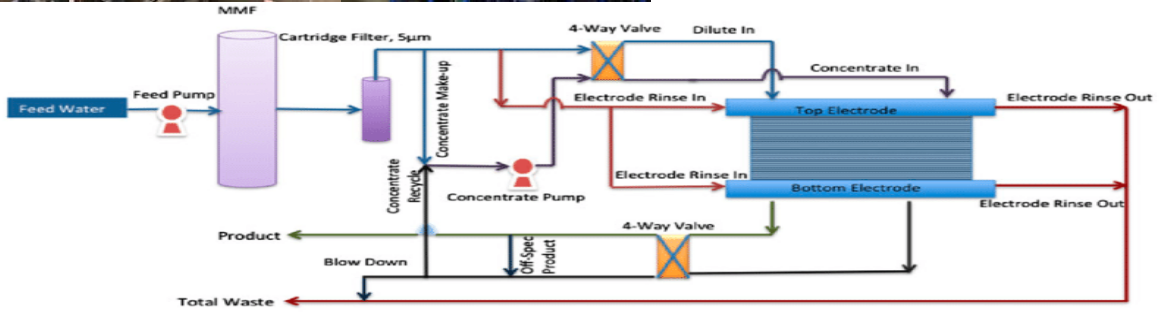 MMF
4-Way Valve
Dilute In
Cartridge Filter, 5µm
Concentrate Make-up
Concentrate In
Feed Pump
Feed Water
Electrode Rinse In
Electrode Rinse Out
Top Electrode
Concentrate
Recycle
Electrode Rinse In
Concentrate Pump
Bottom Electrode
Electrode Rinse Out
4-Way Valve
Product
Off-Spec
Product
Blow Down
Total Waste